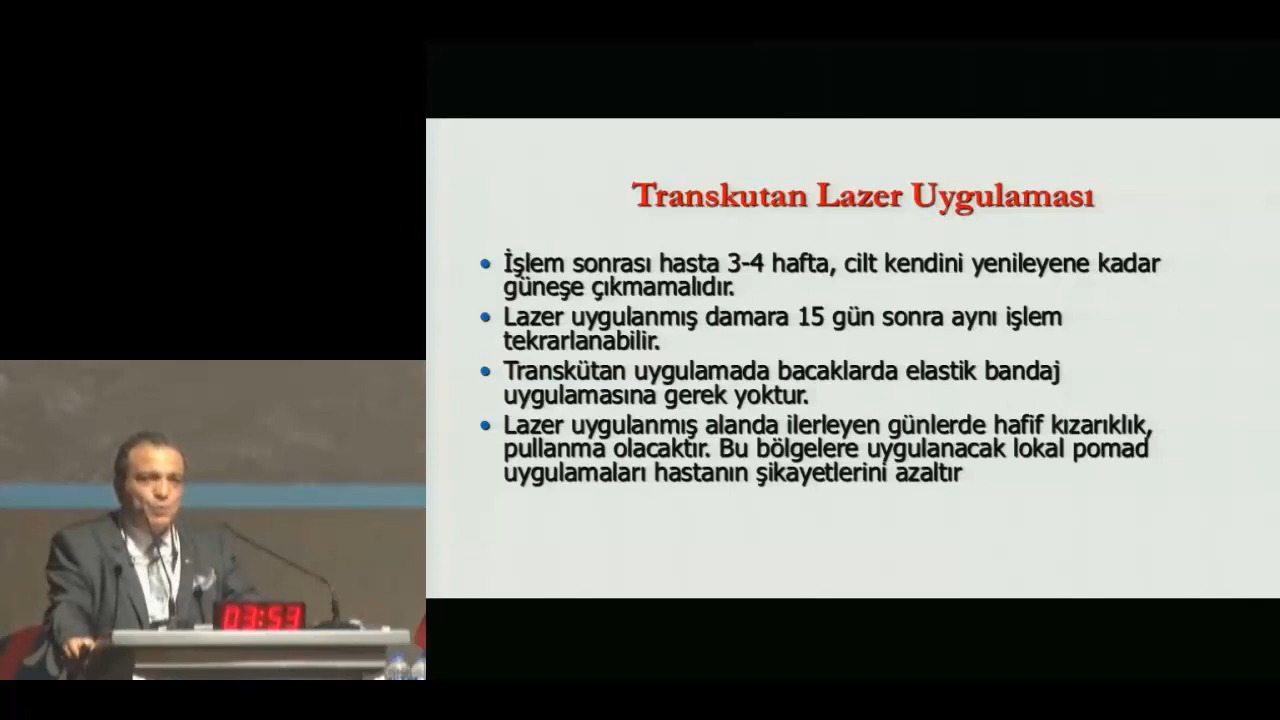 Transkutan Lazer Uygulaması
• İşlem sonrası hasta 3-4 hafta, cilt kendini yenileyene kadar
güneşe çıkmamalıdır.
• Lazer uygulanmış damara 15 gün sonra aynı işlem
tekrarlanabilir.
• Transkütan uygulamada bacaklarda elastik bandaj
uygulamasına gerek yoktur.
• Lazer uygulanmış alanda ilerleyen günlerde hafif kızarıklık,
pullanma olacaktır. Bu bölgelere uygulanacak lokal pomad
uygulamaları hastanın şikayetlerini azaltır
03:53